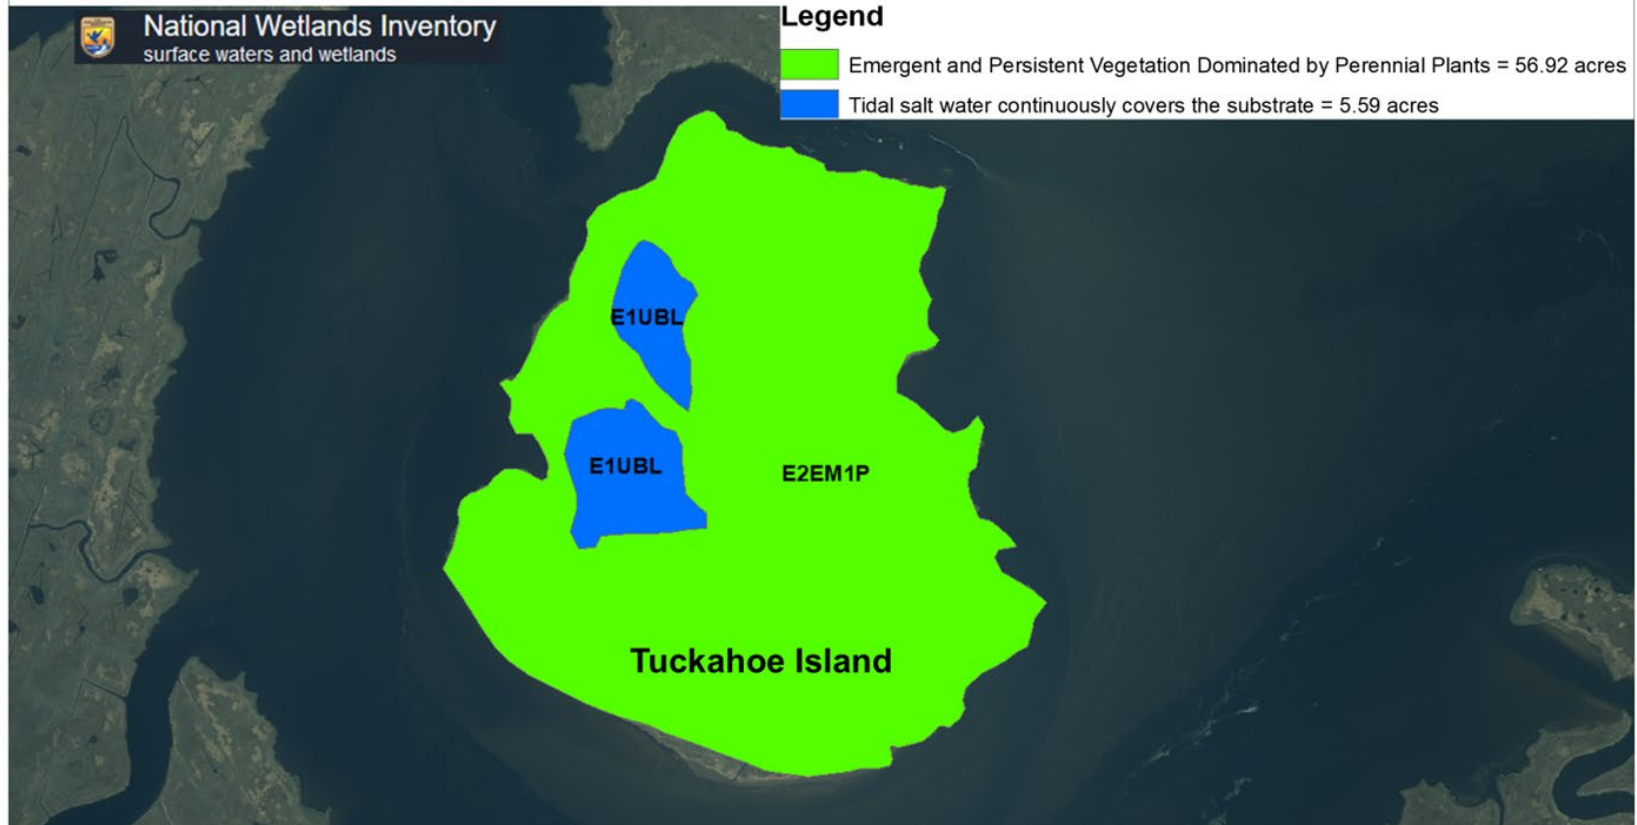 National Wetlands Inventory
surface waters and wetlands
Legend
Emergent and Persistent Vegetation Dominated by Perennial Plants = 56.92 acres
Tidal salt water continuously covers the substrate = 5.59 acres
E1UBL
E1UBL
E2EM1P
Tuckahoe Island